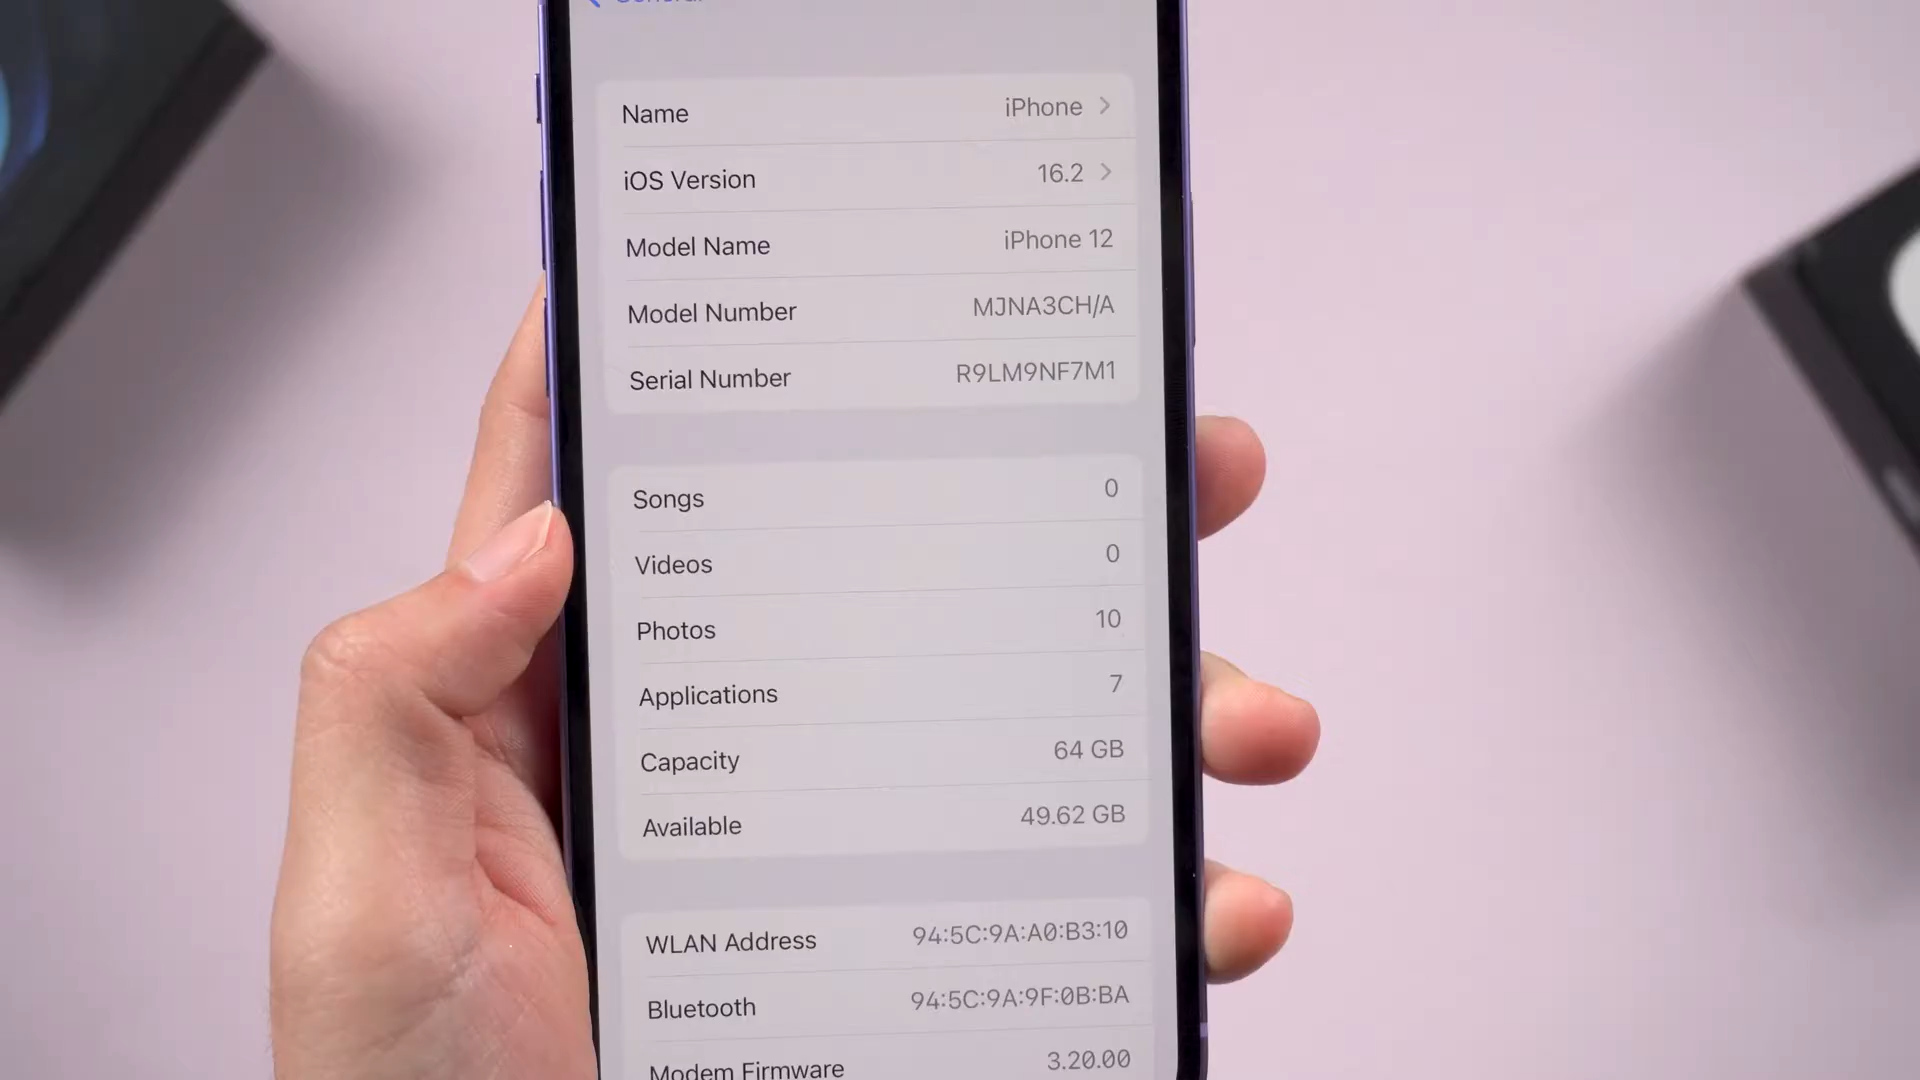 General
Name iPhone
iOS Version 16.2
Model Name iPhone 12
Model Number MJNA3CH/A
Serial Number R9LM9NF7M1
Songs 0
Videos 0
Photos 10
Applications 7
Capacity 64 GB
Available 49.62 GB
WLAN Address 94:5C:9A:A0:B3:10
Bluetooth 94:5C:9A:9F:0B:BA
Modem Firmware 3.20.00